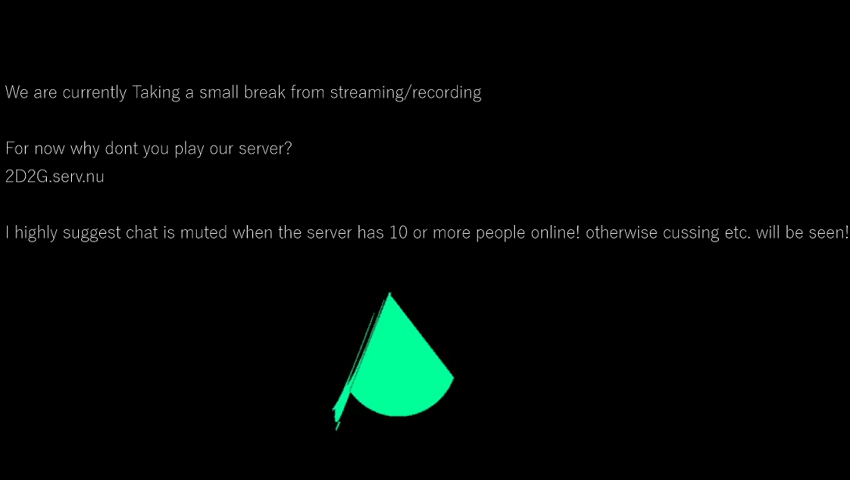 We are currently Taking a small break from streaming/recording
For now why dont you play our server?
2D2G.serv.nu
I highly suggest chat is muted when the server has 10 or more people online! otherwise cussing etc. will be seen!